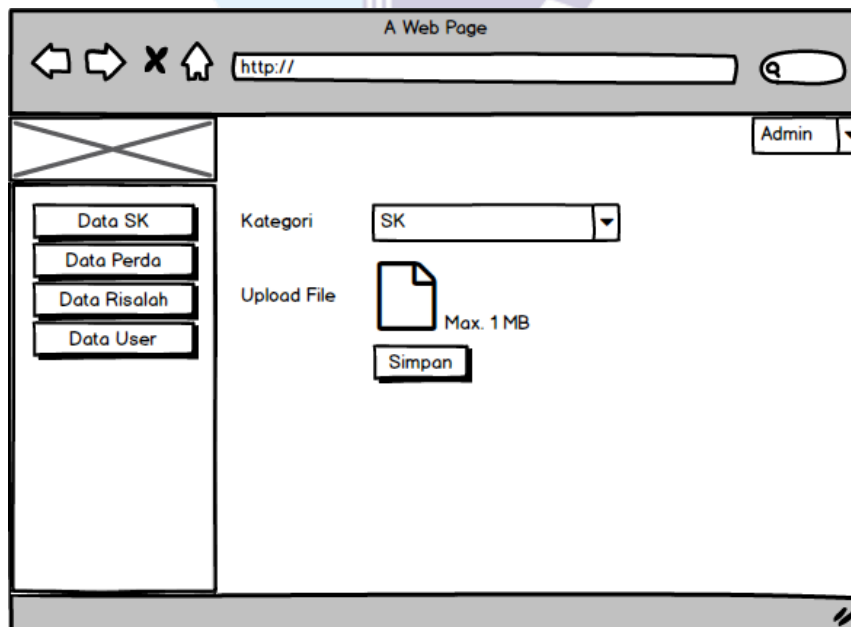 A Web Page
http://
Admin
Data SK
Data Perda
Data Risalah
Data User
Kategori
SK
Upload File
Max. 1 MB
Simpan